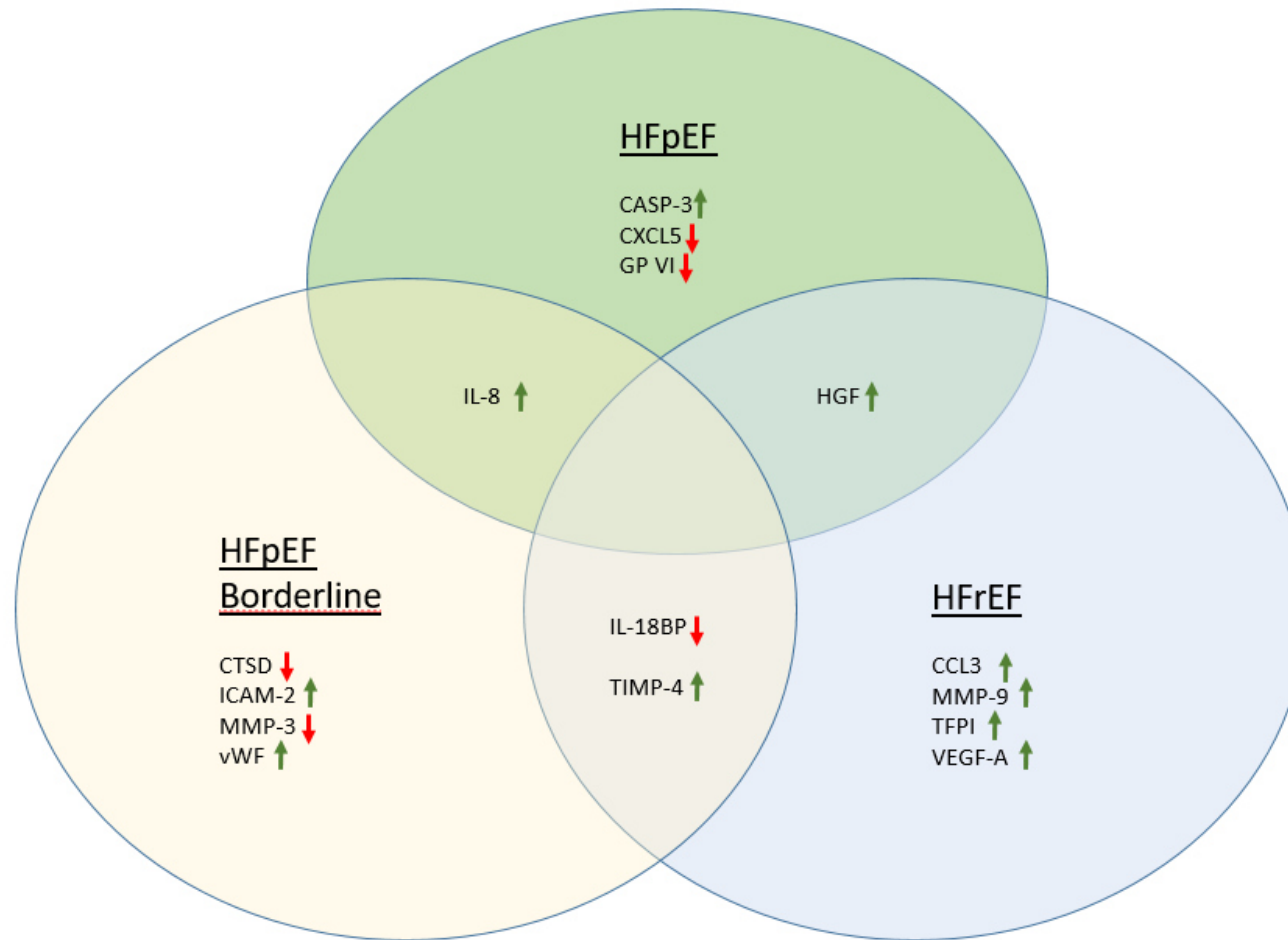 HFpEF
CASP-3
CXCL5
GP VI
IL-8
HGF
HFpEF
Borderline
CTSD
ICAM-2
MMP-3
vWF
IL-18BP
TIMP-4
HFrEF
CCL3
MMP-9
TFPI
VEGF-A